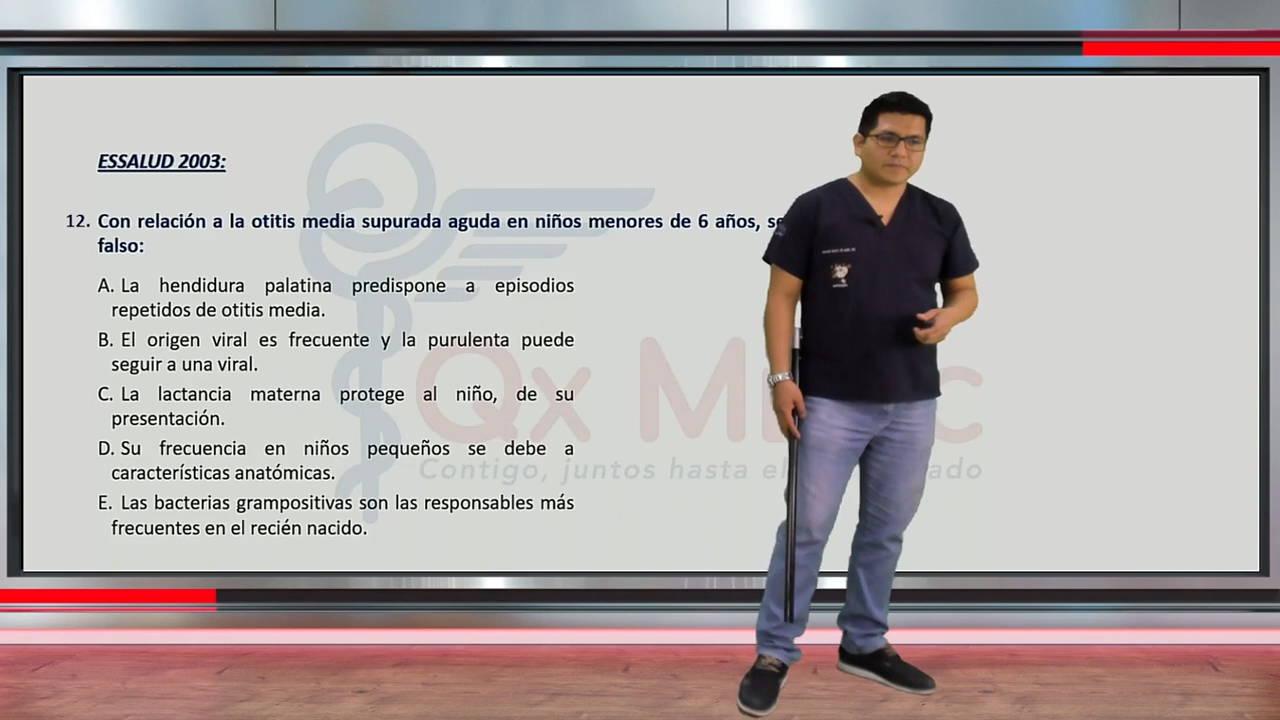 ESSALUD 2003:
12. Con relación a la otitis media supurada aguda en niños menores de 6 años,
falso:
A. La hendidura palatina predispone a episodios
repetidos de otitis media.
B. El origen viral es frecuente y la purulenta puede
seguir a una viral.
C. La lactancia materna protege al niño, de su
presentación.
D. Su frecuencia en niños pequeños se debe a
características anatómicas.
E. Las bacterias grampositivas son las responsables más
frecuentes en el recién nacido.
Qx
Contigo, juntos hasta